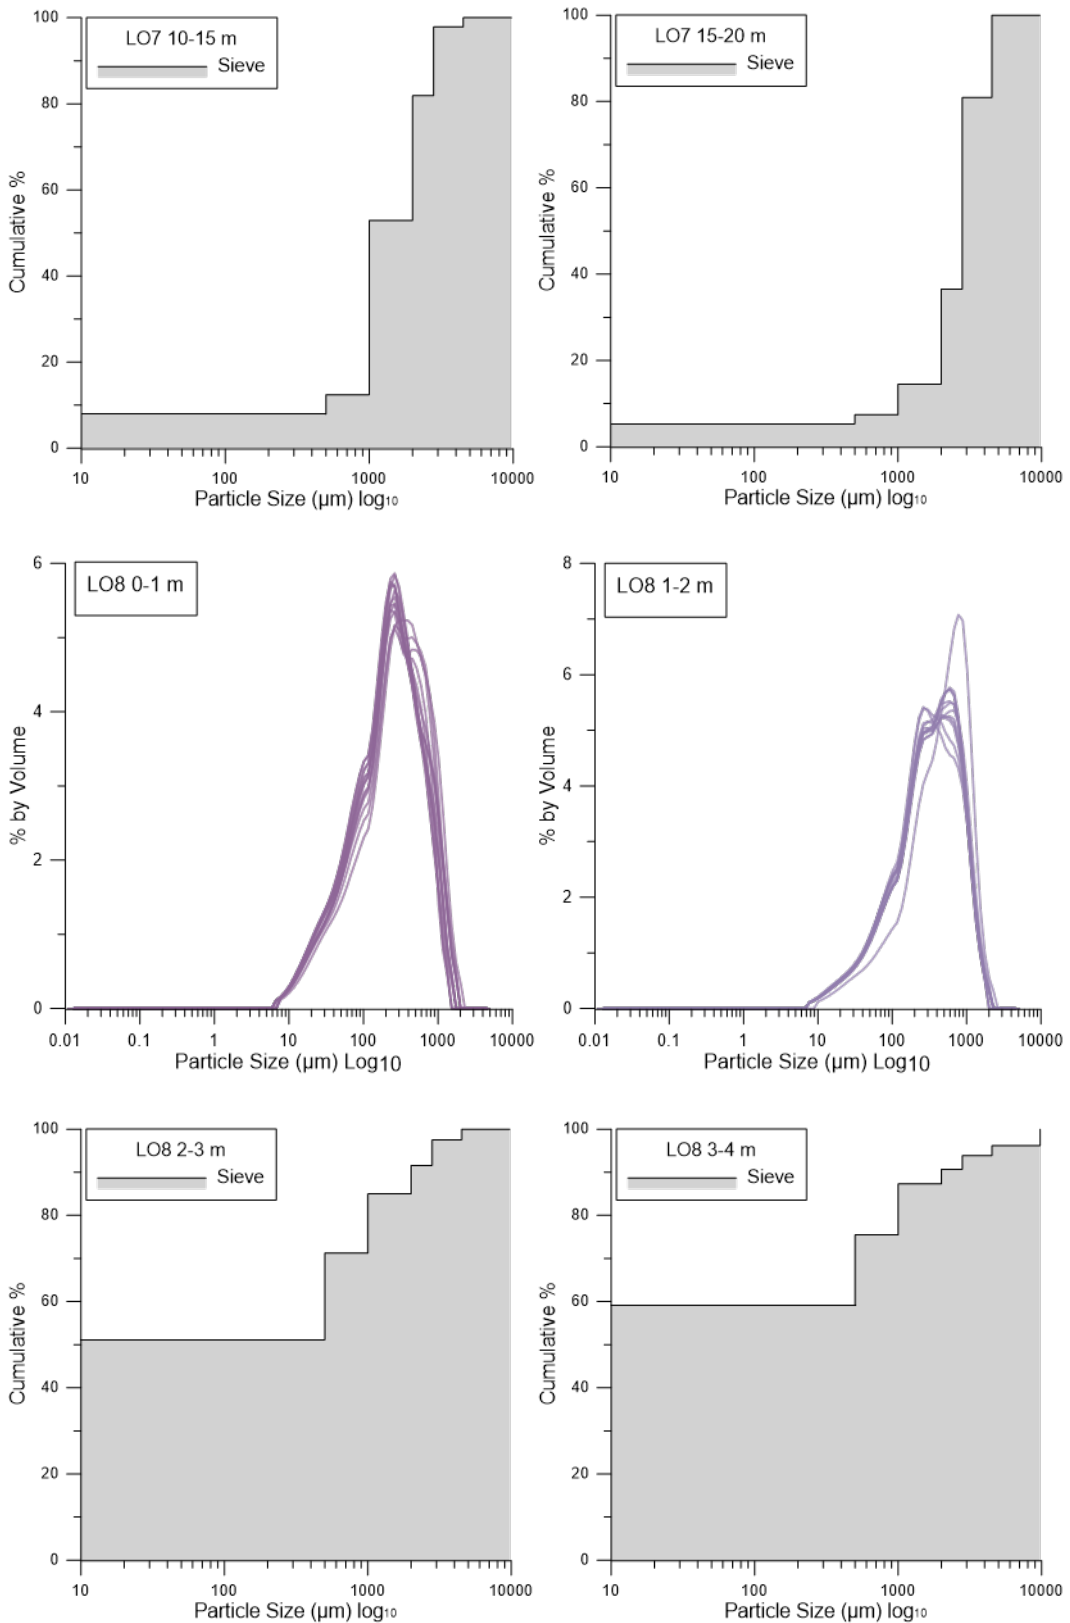 LO7 10-15 m
Sieve
100
80
60
40
20
0
Cumulative %
10
100
1000
10000
Particle Size (µm) log10
LO7 15-20 m
Sieve
100
80
60
40
20
0
Cumulative %
10
100
1000
10000
Particle Size (µm) log10
LO8 0-1 m
6
4
2
0
% by Volume
0.01
0.1
1
10
100
1000
10000
Particle Size (µm) Log10
LO8 1-2 m
8
6
4
2
0
% by Volume
0.01
0.1
1
10
100
1000
10000
Particle Size (µm) Log10
LO8 2-3 m
Sieve
100
80
60
40
20
0
Cumulative %
10
100
1000
10000
Particle Size (µm) log10
LO8 3-4 m
Sieve
100
80
60
40
20
0
Cumulative %
10
100
1000
10000
Particle Size (µm) log10